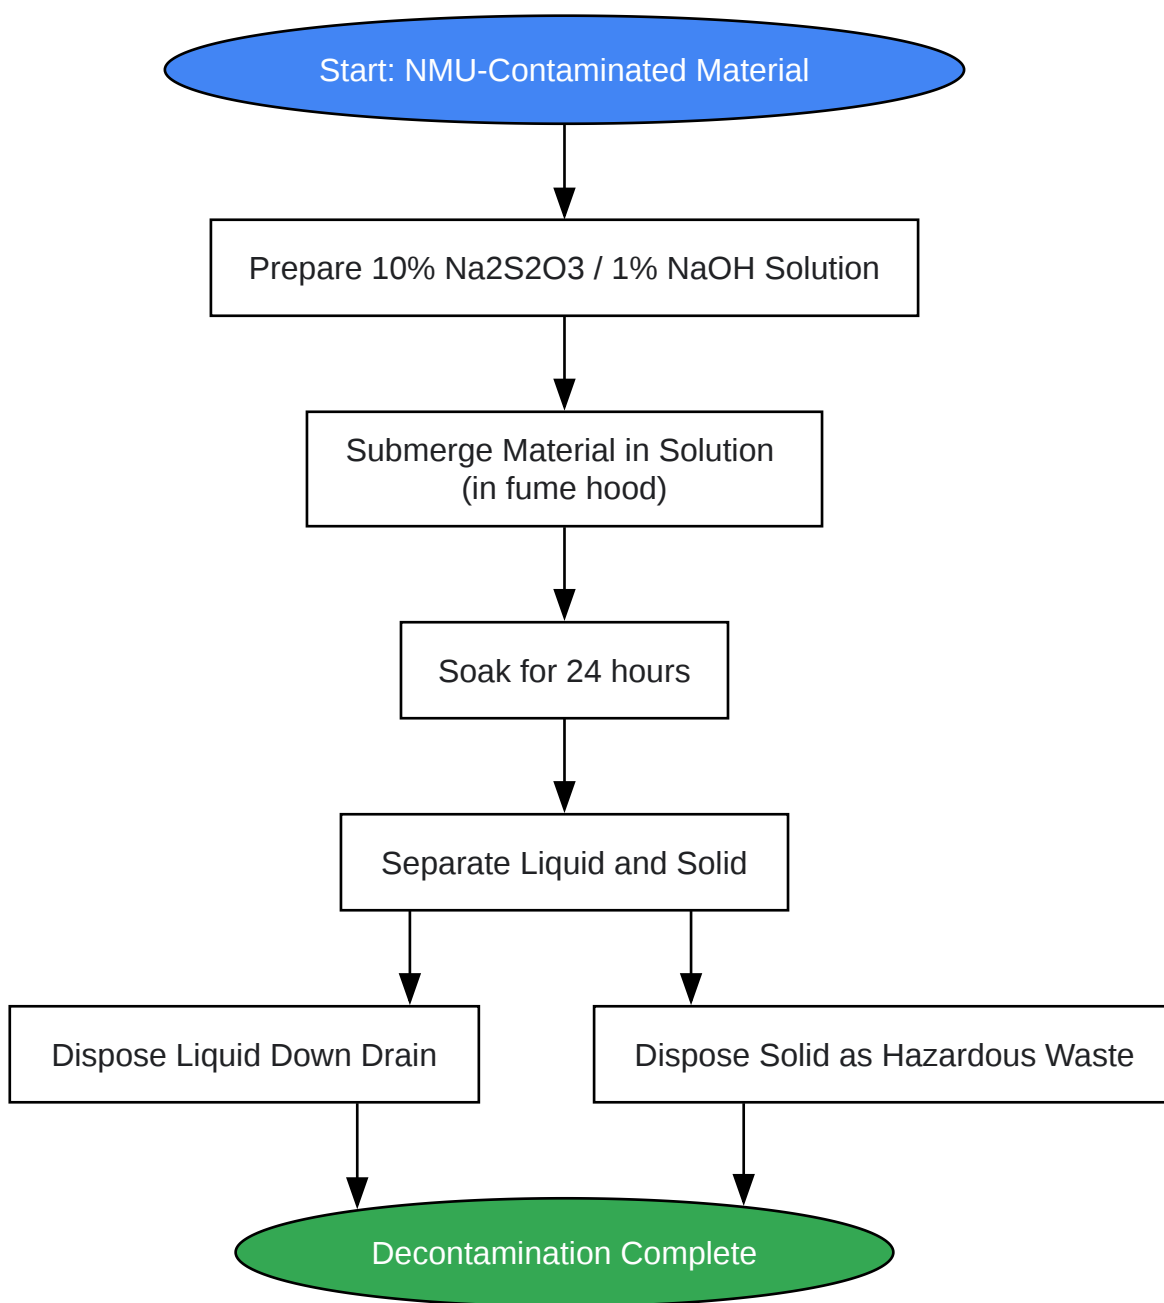 Start: NMU-Contaminated Material
Prepare 10% Na2S2O3 / 1% NaOH Solution
Submerge Material in Solution
(in fume hood)
Soak for 24 hours
Separate Liquid and Solid
Dispose Liquid Down Drain
Dispose Solid as Hazardous Waste
Decontamination Complete